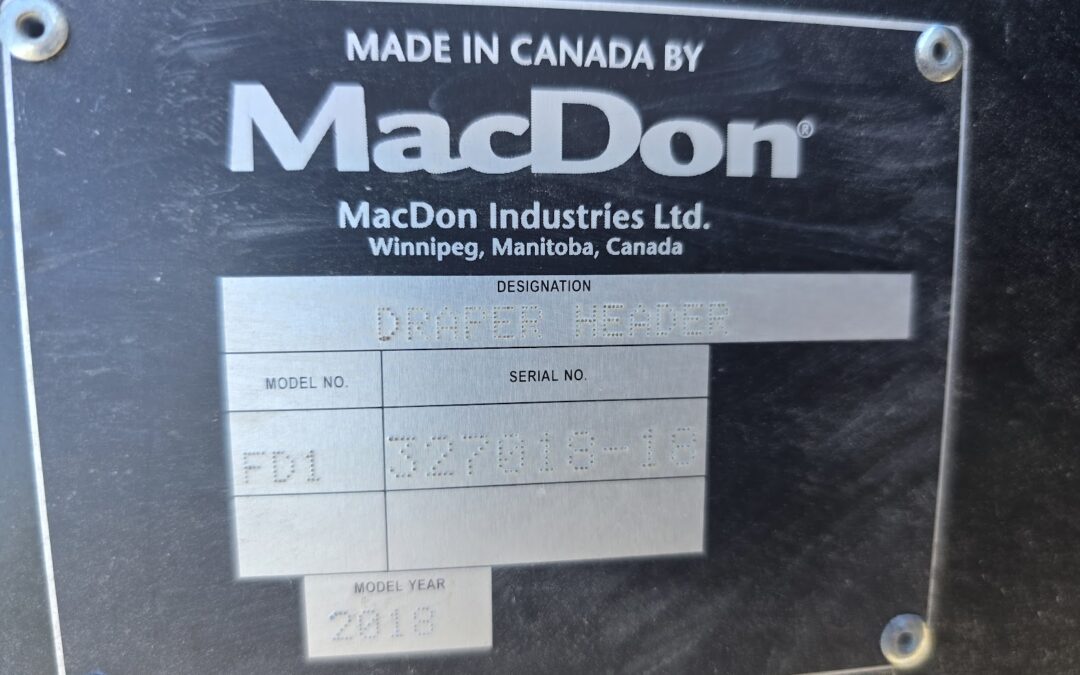 MADE IN CANADA BY
MacDon®
MacDon Industries Ltd.
Winnipeg, Manitoba, Canada
DESIGNATION
DRAPER HEADER
MODEL NO. SERIAL NO.
FD1 327018-18
MODEL YEAR
2018